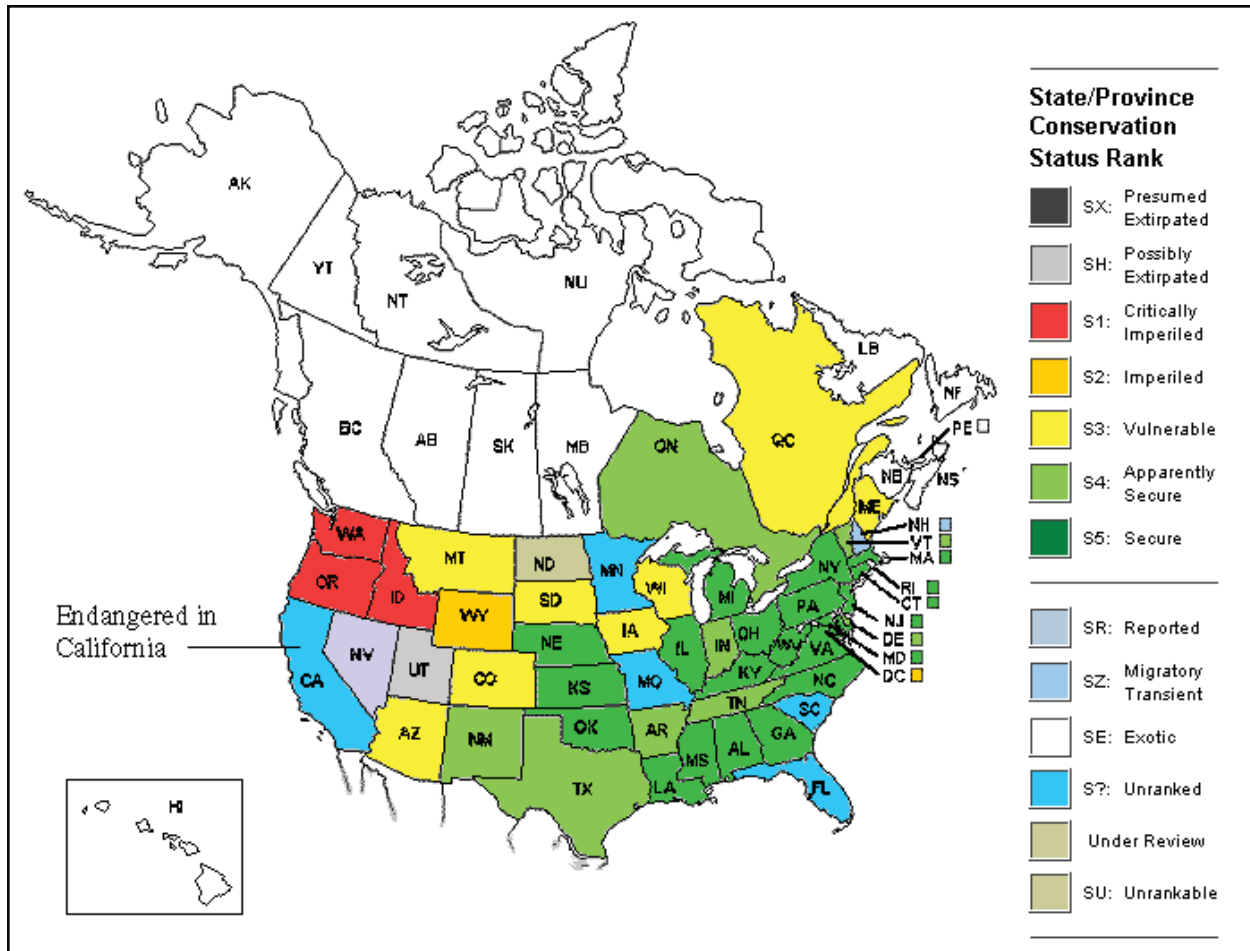 State/Province
Conservation
Status Rank
SX: Presumed
Extirpated
SH: Possibly
Extirpated
S1: Critically
Imperiled
S2: Imperiled
S3: Vulnerable
S4: Apparently
Secure
S5: Secure
SR: Reported
SZ: Migratory
Transient
SE: Exotic
S?: Unranked
Under Review
SU: Unrankable
AK
YT
NT
NU
LB
NF
PE
BC
AB
SK
MB
ON
QC
NB
NS
ME
NH
VT
MA
RI
CT
NJ
DE
MD
DC
WA
MT
ND
MN
OR
ID
WY
SD
WI
MI
NY
Endangered in
California
NE
IA
PA
IL
IN
OH
WV
VA
CA
NV
UT
CO
KS
MO
KY
NC
AZ
NM
OK
AR
TN
SC
TX
LA
MS
AL
GA
FL
HI